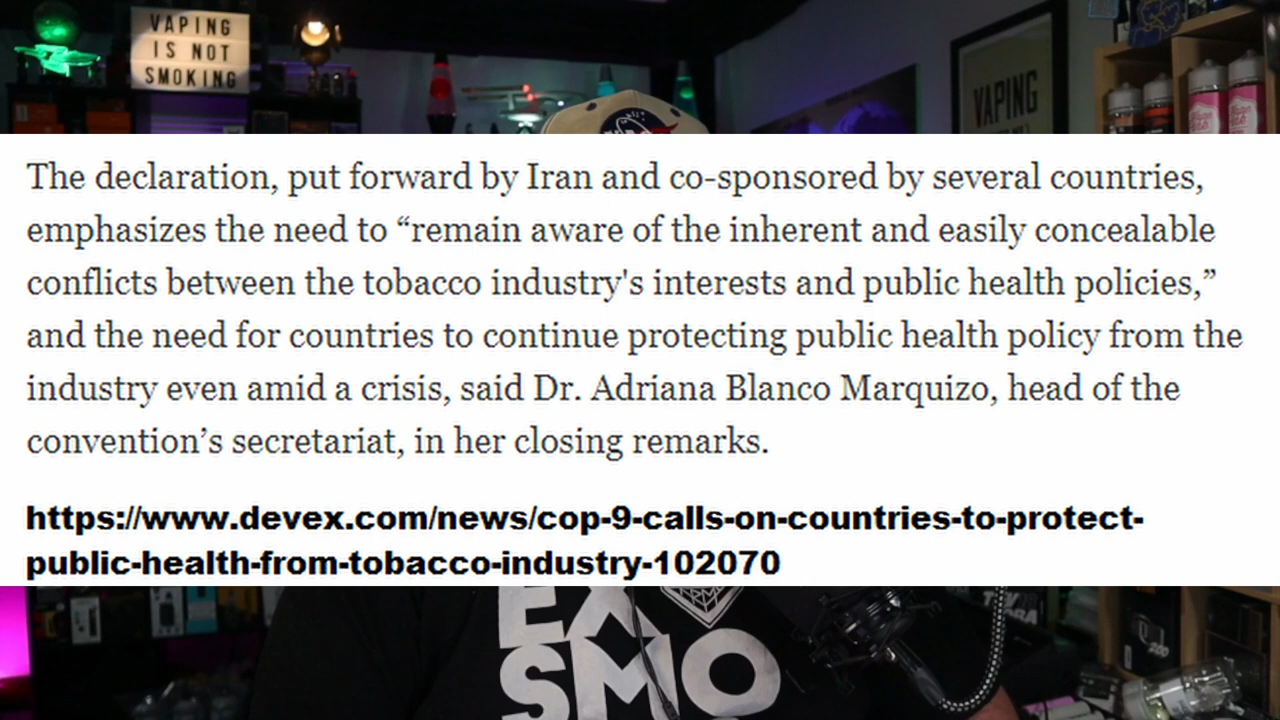 VAPING
IS NOT
SMOKING
VAPING
The declaration, put forward by Iran and co-sponsored by several countries,
emphasizes the need to “remain aware of the inherent and easily concealable
conflicts between the tobacco industry's interests and public health policies,”
and the need for countries to continue protecting public health policy from the
industry even amid a crisis, said Dr. Adriana Blanco Marquizo, head of the
convention’s secretariat, in her closing remarks.
https://www.devex.com/news/cop-9-calls-on-countries-to-protect-
public-health-from-tobacco-industry-102070
EX
SMO